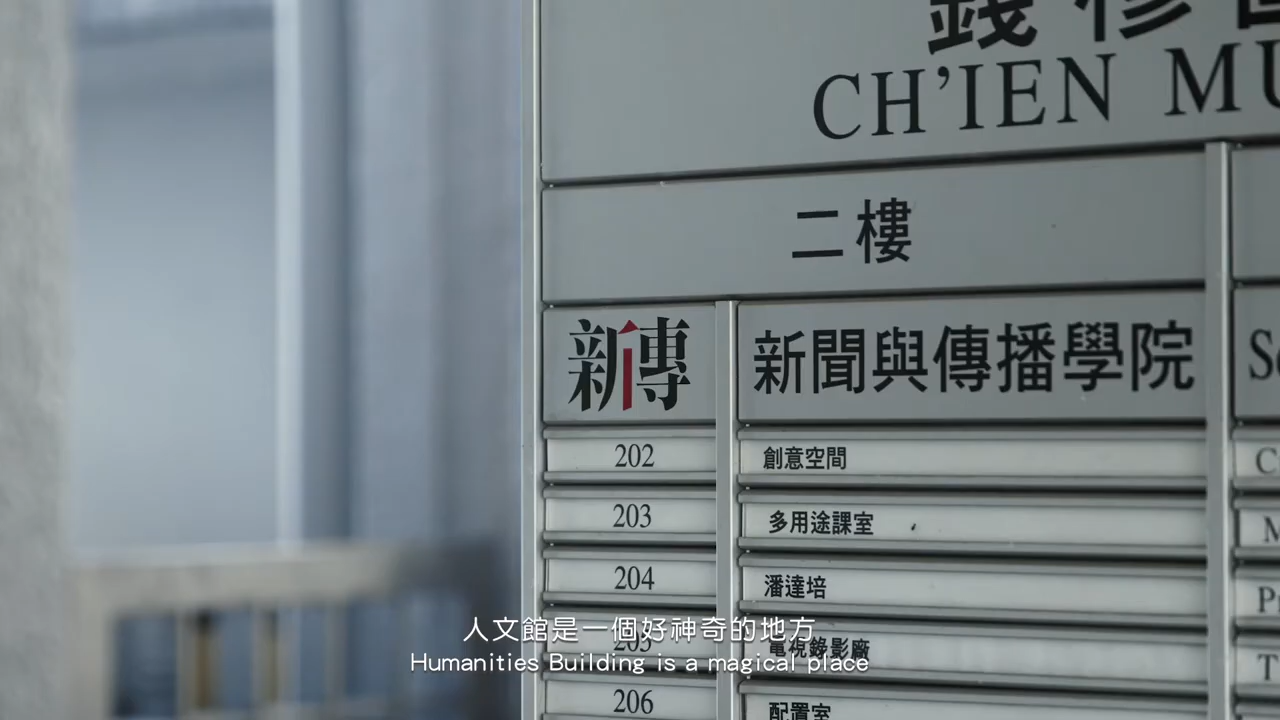 CH'IEN MU
二樓
新傳 新聞與傳播學院
202 創意空間
203 多用途課室
204 潘達培
205 電視錄影廠
206 配置室
人文館是一個好神奇的地方
Humanities Building is a magical place